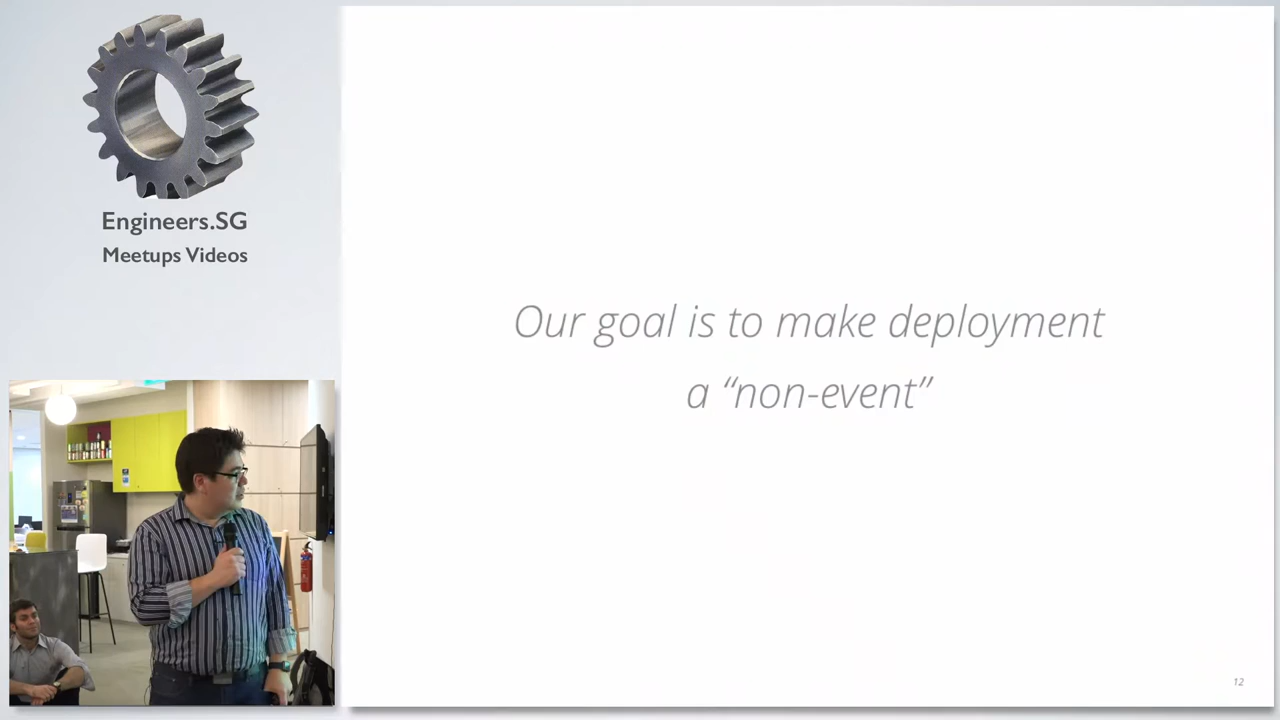 Engineers.SG
Meetups Videos
Our goal is to make deployment
a “non-event”
12